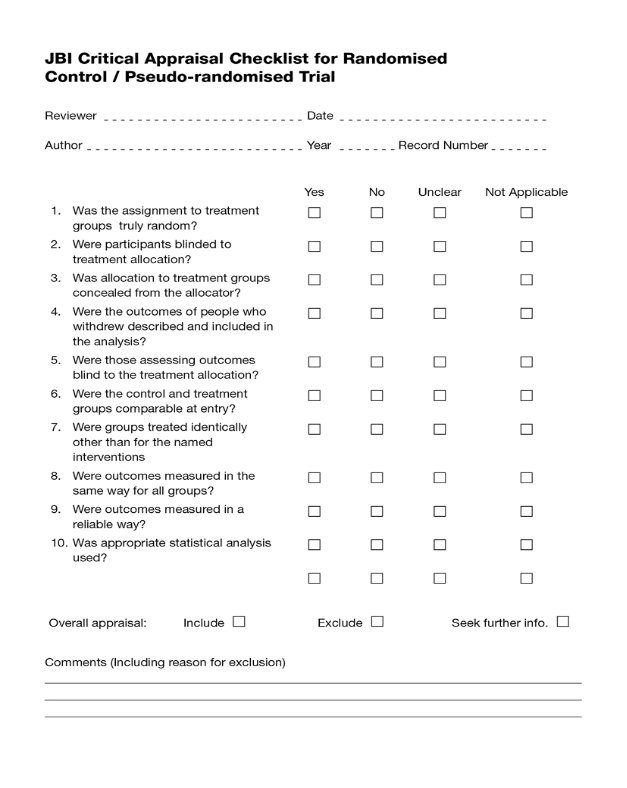 JBI Critical Appraisal Checklist for Randomised
Control / Pseudo-randomised Trial
Reviewer _ _ _ _ _ _ _ _ _ _ _ _ _ _ _ _ _ _ _ _ _ _ _ _ Date _ _ _ _ _ _ _ _ _ _ _ _ _ _ _ _ _ _ _ _ _ _ _ _ _
Author _ _ _ _ _ _ _ _ _ _ _ _ _ _ _ _ _ _ _ _ _ _ _ _ _ _ Year _ _ _ _ _ _ _ Record Number _ _ _ _ _ _ _
Yes No Unclear Not Applicable
1. Was the assignment to treatment
groups truly random?
2. Were participants blinded to
treatment allocation?
3. Was allocation to treatment groups
concealed from the allocator?
4. Were the outcomes of people who
withdrew described and included in
the analysis?
5. Were those assessing outcomes
blind to the treatment allocation?
6. Were the control and treatment
groups comparable at entry?
7. Were groups treated identically
other than for the named
interventions
8. Were outcomes measured in the
same way for all groups?
9. Were outcomes measured in a
reliable way?
10. Was appropriate statistical analysis
used?
Overall appraisal: Include Exclude Seek further info.
Comments (Including reason for exclusion)